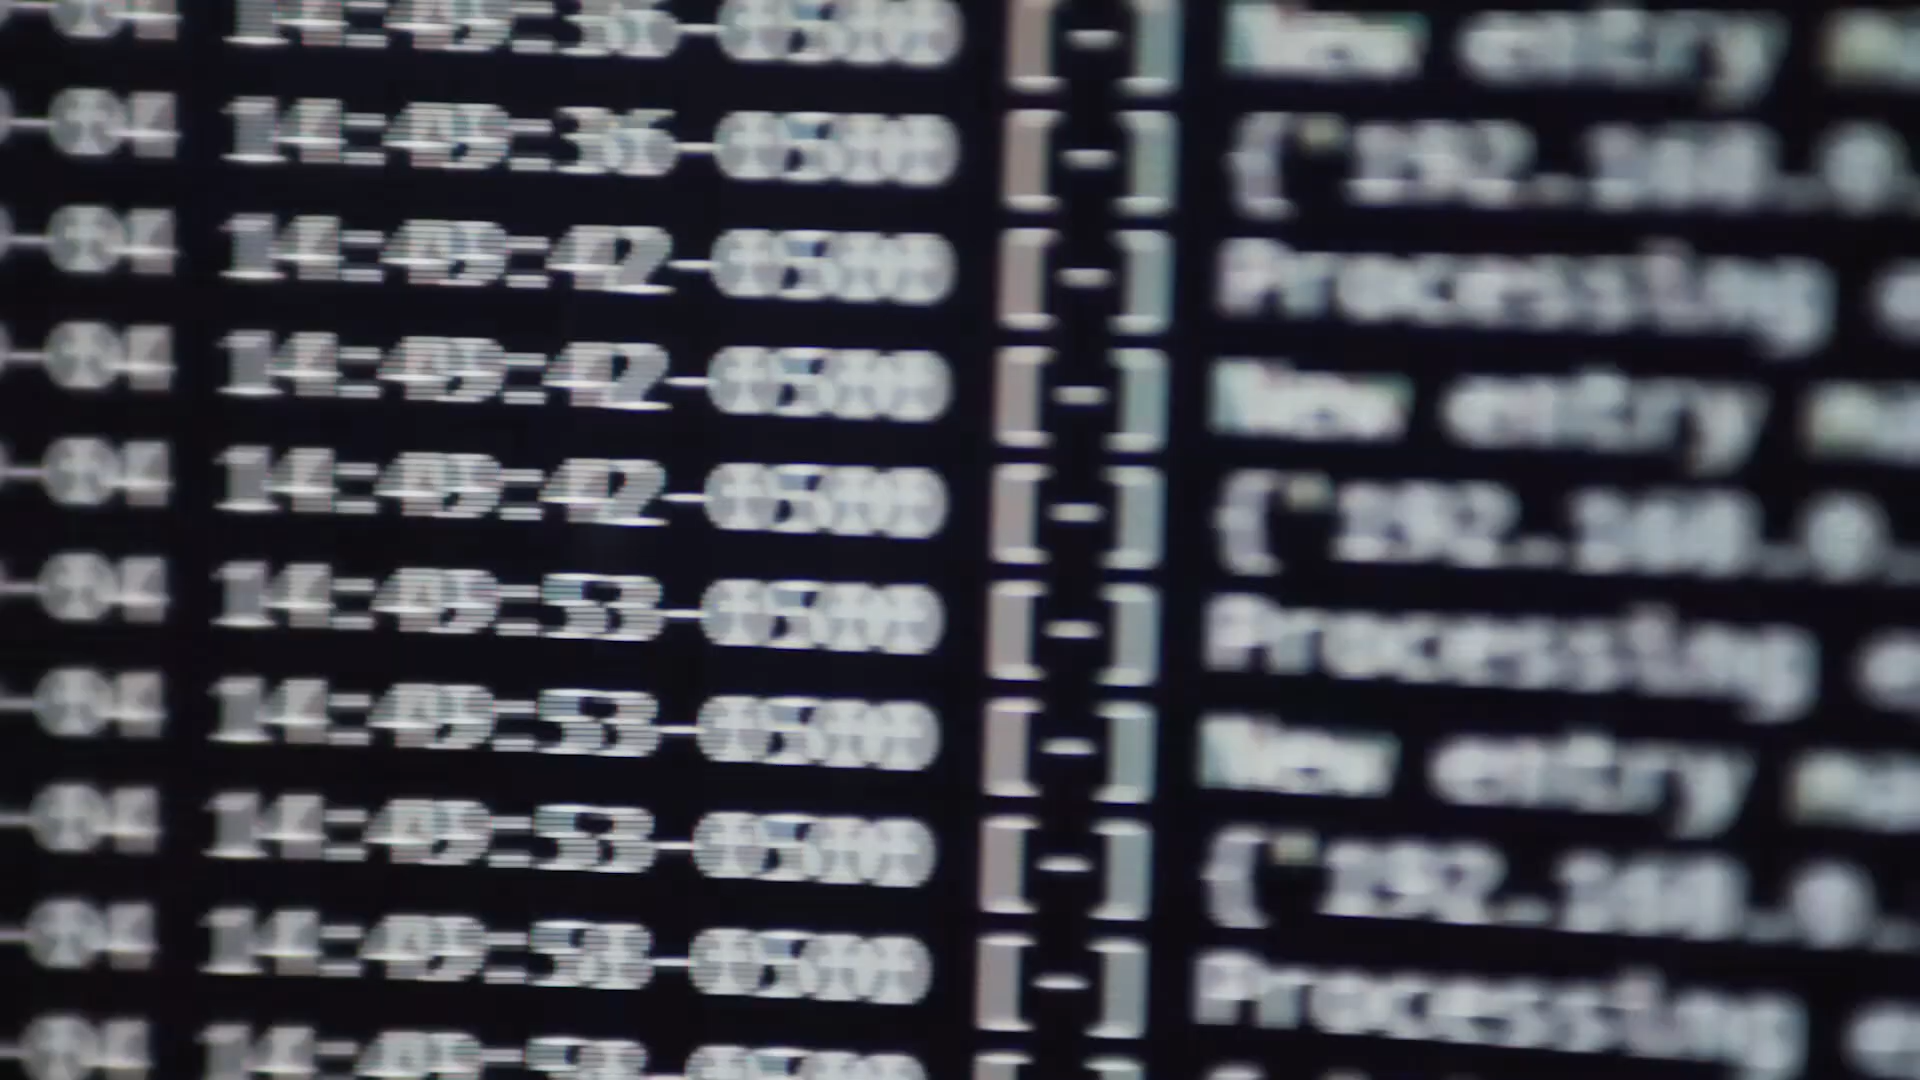 -04 14:49:36-0500 [-] New entry
-04 14:49:36-0500 [-] ("192.168.0.
-04 14:49:42-0500 [-] Processing
-04 14:49:42-0500 [-] New entry
-04 14:49:42-0500 [-] ("192.168.0.
-04 14:49:53-0500 [-] Processing
-04 14:49:53-0500 [-] New entry
-04 14:49:53-0500 [-] ("192.168.0.
-04 14:49:58-0500 [-] Processing